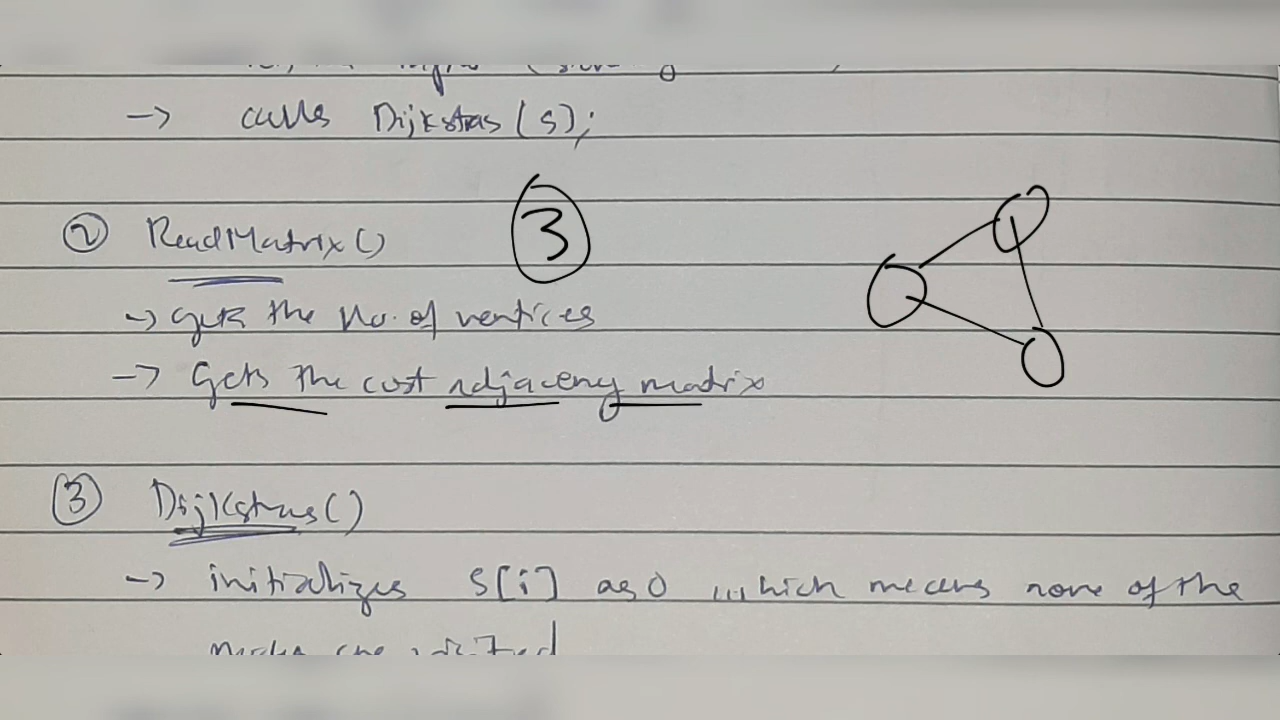 → calls Dijkstras (s);
② ReadMatrix()
③
→ gets the No. of vertices
→ Gets the cost adjaceny matrix
③ Dijkstras()
→ initializes S[i] as 0 which means none of the